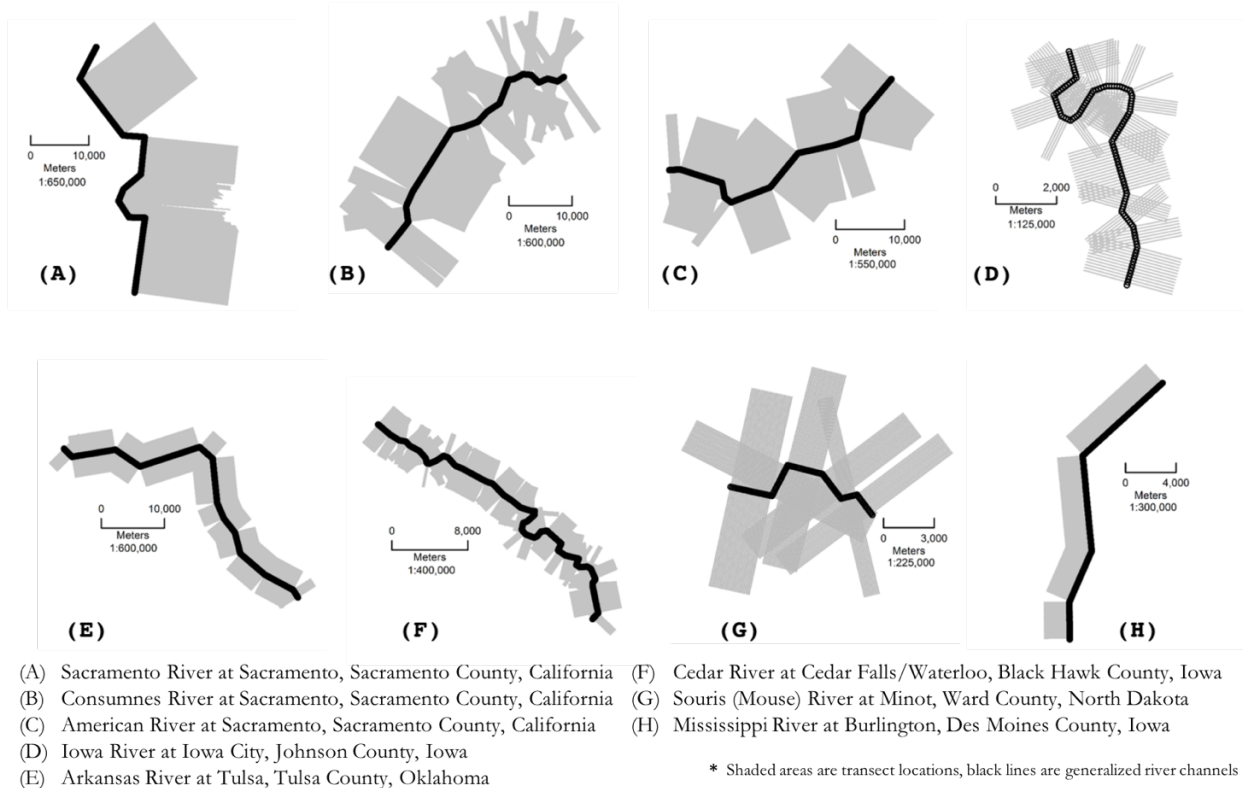 (A)
0 10,000
Meters
1:650,000
(B)
0 10,000
Meters
1:600,000
(C)
0 10,000
Meters
1:550,000
(D)
0 2,000
Meters
1:125,000
(E)
0 10,000
Meters
1:600,000
(F)
0 8,000
Meters
1:400,000
(G)
0 3,000
Meters
1:225,000
(H)
0 4,000
Meters
1:300,000
(A) Sacramento River at Sacramento, Sacramento County, California
(B) Consumnes River at Sacramento, Sacramento County, California
(C) American River at Sacramento, Sacramento County, California
(D) Iowa River at Iowa City, Johnson County, Iowa
(E) Arkansas River at Tulsa, Tulsa County, Oklahoma
(F) Cedar River at Cedar Falls/Waterloo, Black Hawk County, Iowa
(G) Souris (Mouse) River at Minot, Ward County, North Dakota
(H) Mississippi River at Burlington, Des Moines County, Iowa
* Shaded areas are transect locations, black lines are generalized river channels